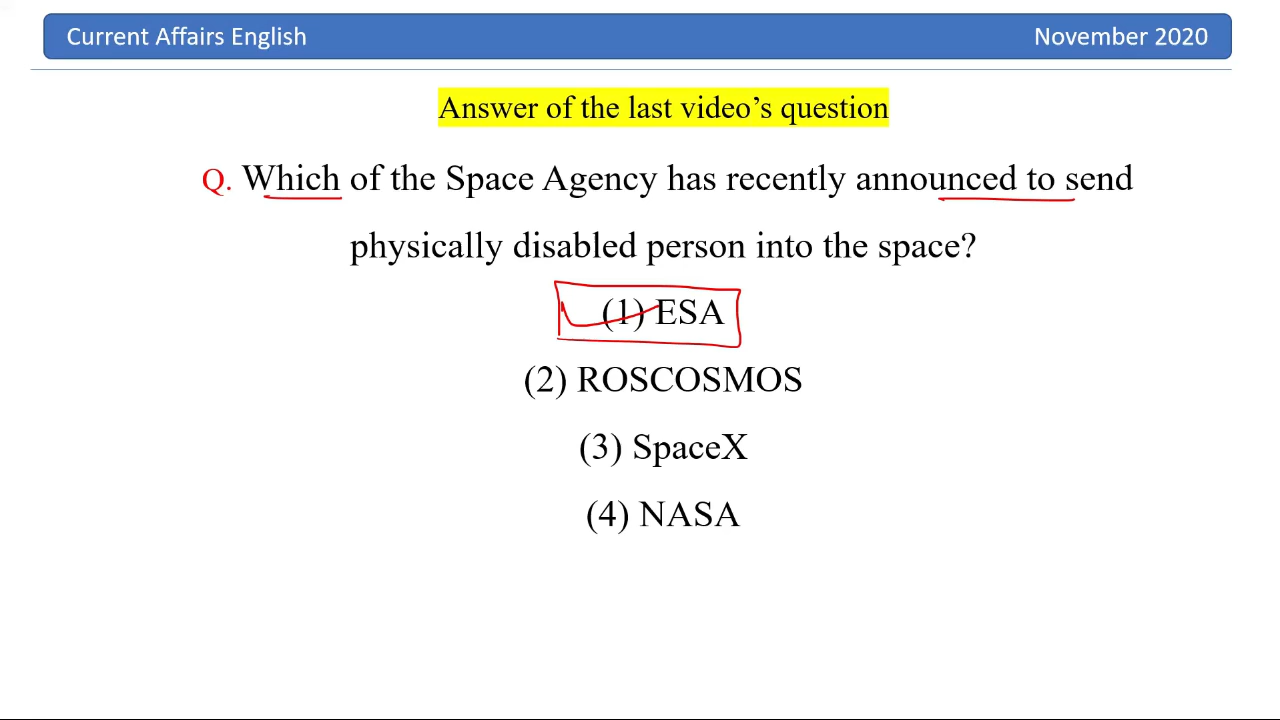 Current Affairs English
November 2020
Answer of the last video’s question
Q. Which of the Space Agency has recently announced to send
physically disabled person into the space?
(1) ESA
(2) ROSCOSMOS
(3) SpaceX
(4) NASA